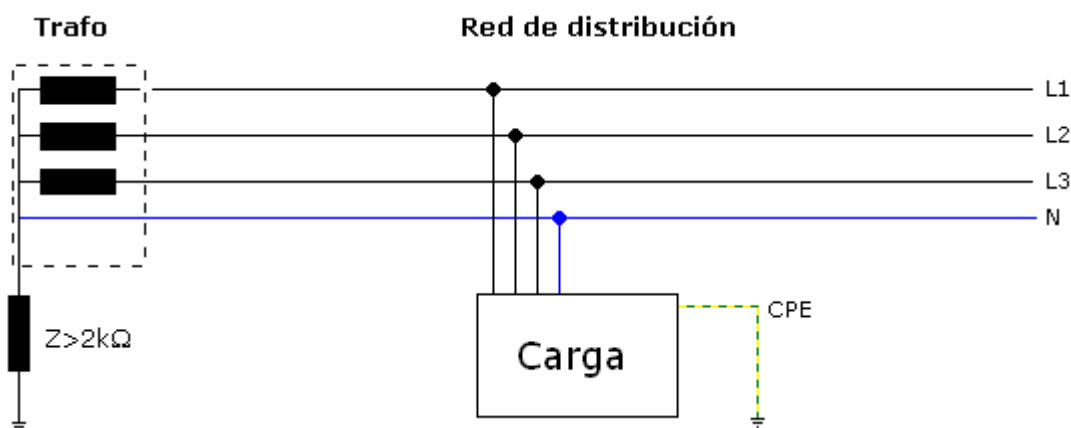 Trafo
Red de distribución
L1
L2
L3
N
CPE
Z>2kΩ
Carga